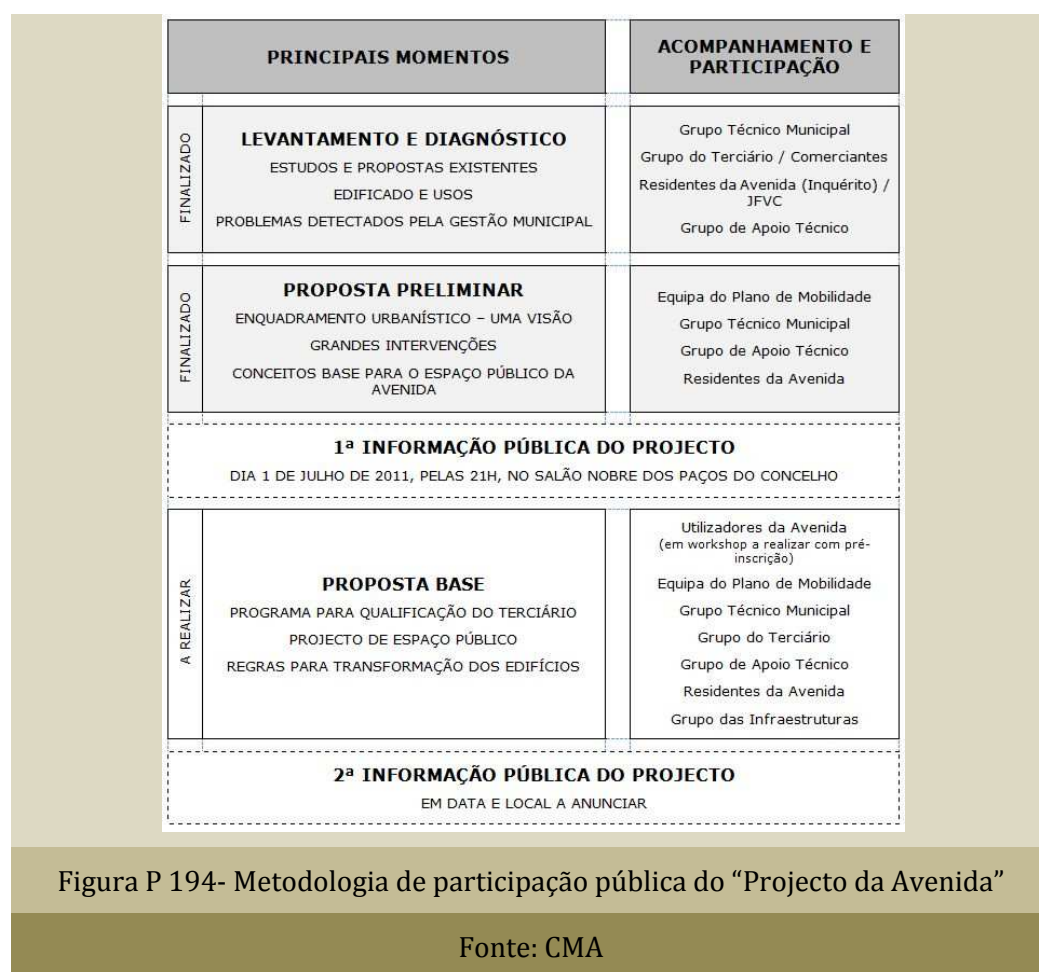 PRINCIPAIS MOMENTOS
ACOMPANHAMENTO E
PARTICIPAÇÃO
FINALIZADO
LEVANTAMENTO E DIAGNÓSTICO
ESTUDOS E PROPOSTAS EXISTENTES
EDIFICADO E USOS
PROBLEMAS DETECTADOS PELA GESTÃO MUNICIPAL
Grupo Técnico Municipal
Grupo do Terciário / Comerciantes
Residentes da Avenida (Inquérito) /
JFVC
Grupo de Apoio Técnico
FINALIZADO
PROPOSTA PRELIMINAR
ENQUADRAMENTO URBANÍSTICO – UMA VISÃO
GRANDES INTERVENÇÕES
CONCEITOS BASE PARA O ESPAÇO PÚBLICO DA
AVENIDA
Equipa do Plano de Mobilidade
Grupo Técnico Municipal
Grupo de Apoio Técnico
Residentes da Avenida
1ª INFORMAÇÃO PÚBLICA DO PROJECTO
DIA 1 DE JULHO DE 2011, PELAS 21H, NO SALÃO NOBRE DOS PAÇOS DO CONCELHO
A REALIZAR
PROPOSTA BASE
PROGRAMA PARA QUALIFICAÇÃO DO TERCIÁRIO
PROJECTO DE ESPAÇO PÚBLICO
REGRAS PARA TRANSFORMAÇÃO DOS EDIFÍCIOS
Utilizadores da Avenida
(em workshop a realizar com pré-
inscrição)
Equipa do Plano de Mobilidade
Grupo Técnico Municipal
Grupo do Terciário
Grupo de Apoio Técnico
Residentes da Avenida
Grupo das Infraestruturas
2ª INFORMAÇÃO PÚBLICA DO PROJECTO
EM DATA E LOCAL A ANUNCIAR
Figura P 194- Metodologia de participação pública do “Projecto da Avenida”
Fonte: CMA